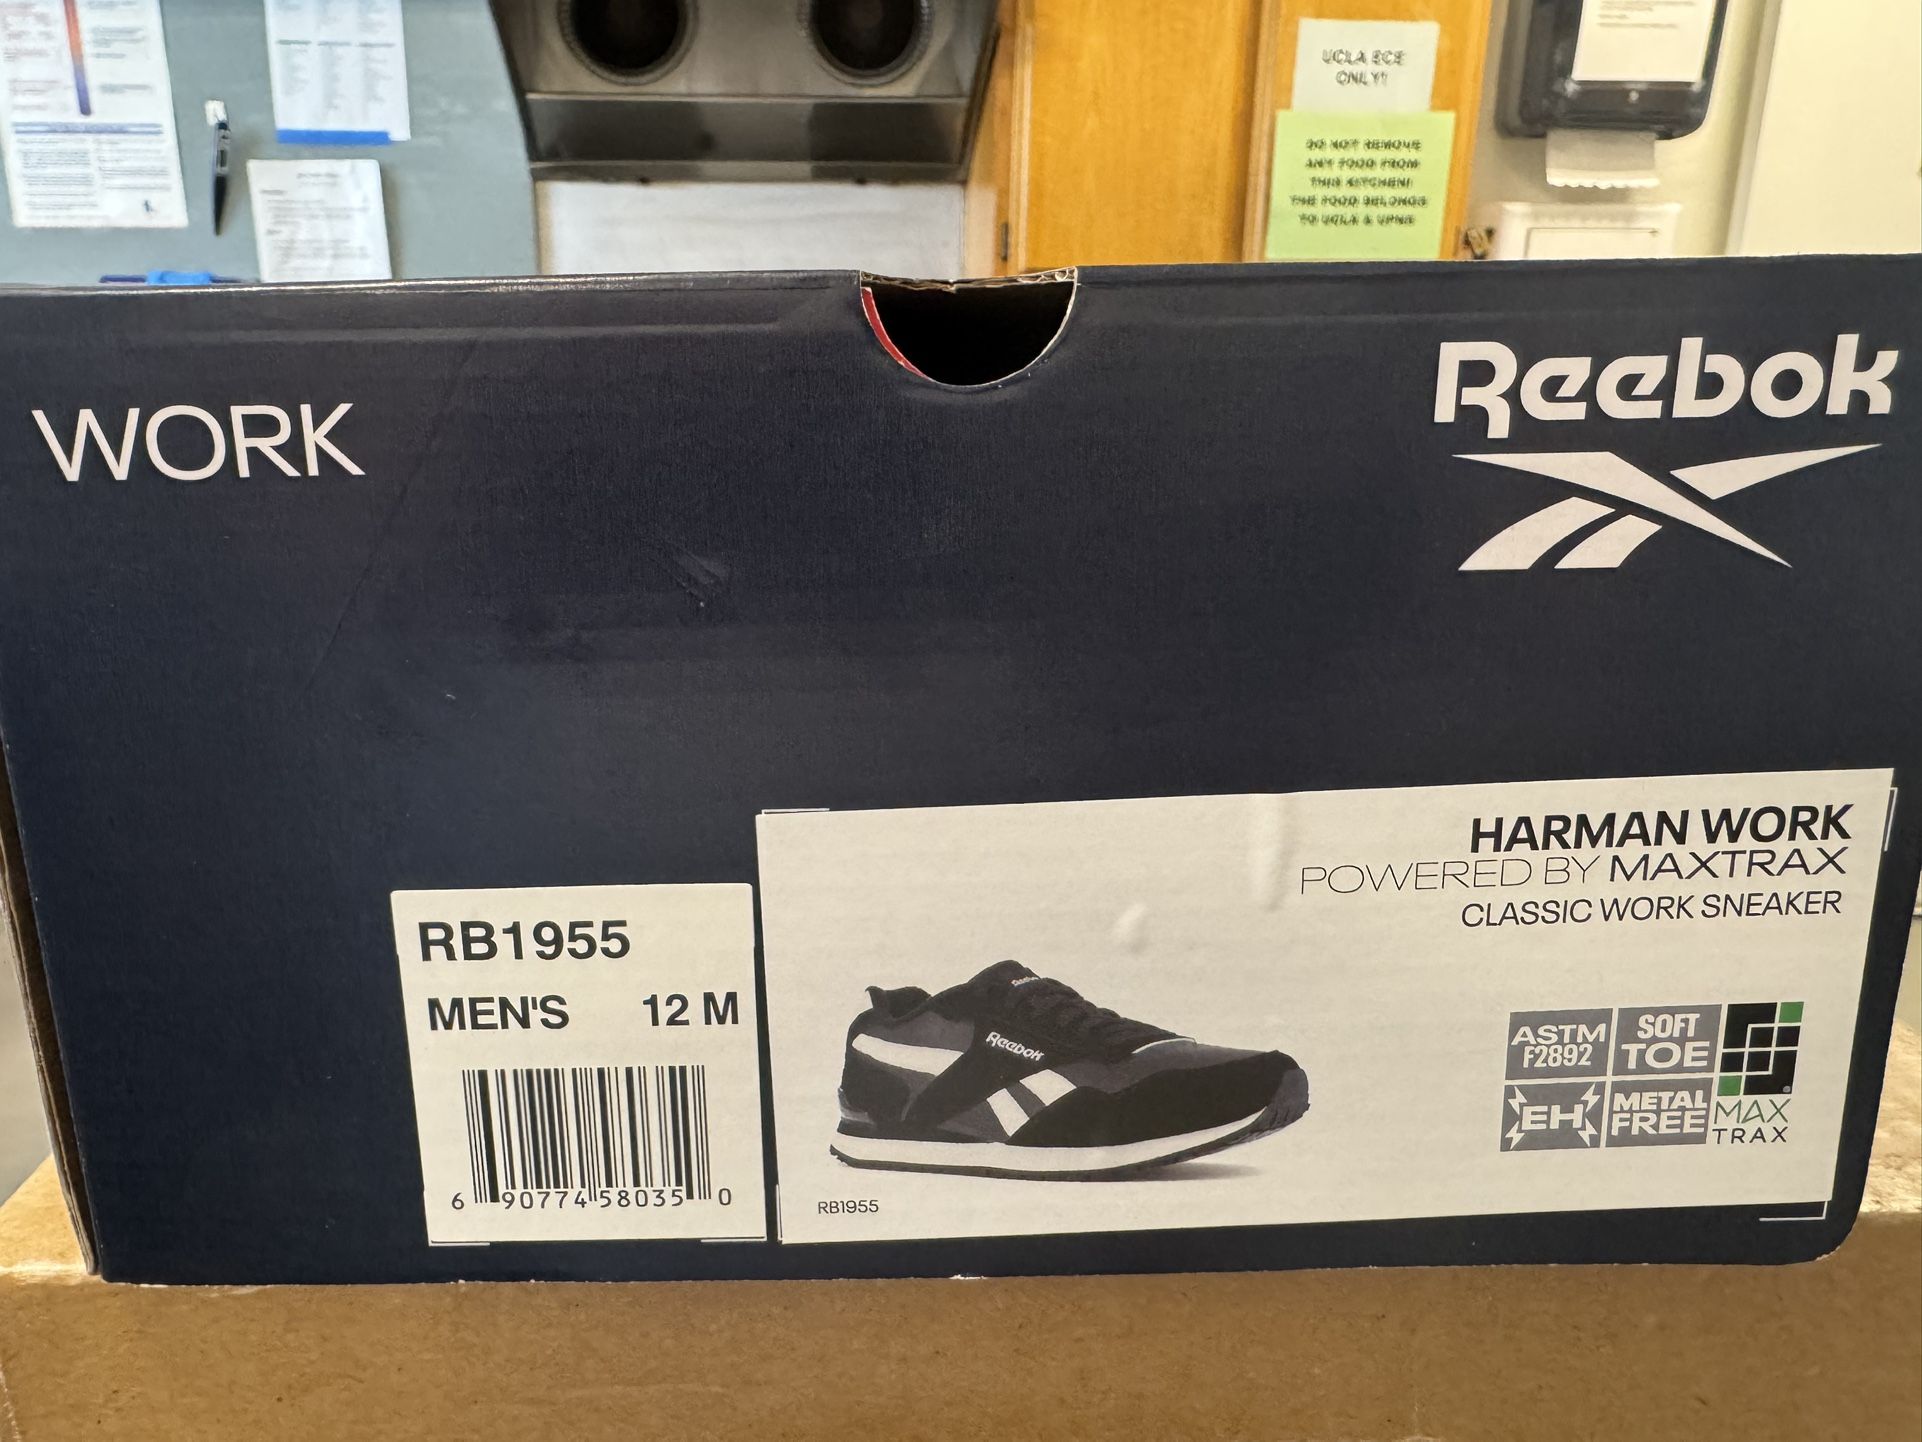 UCLA ECE
ONLY!
DO NOT REMOVE
ANY FOOD FROM
THIS KITCHEN!
THE FOOD BELONGS
TO UCLA & UPNS
WORK
Reebok
HARMAN WORK
POWERED BY MAXTRAX
CLASSIC WORK SNEAKER
RB1955
MEN'S 12 M
6 90774 58035 0
Reebok
Reebok
RB1955
ASTM
F2892
SOFT
TOE
EH
METAL
FREE
MAX
TRAX